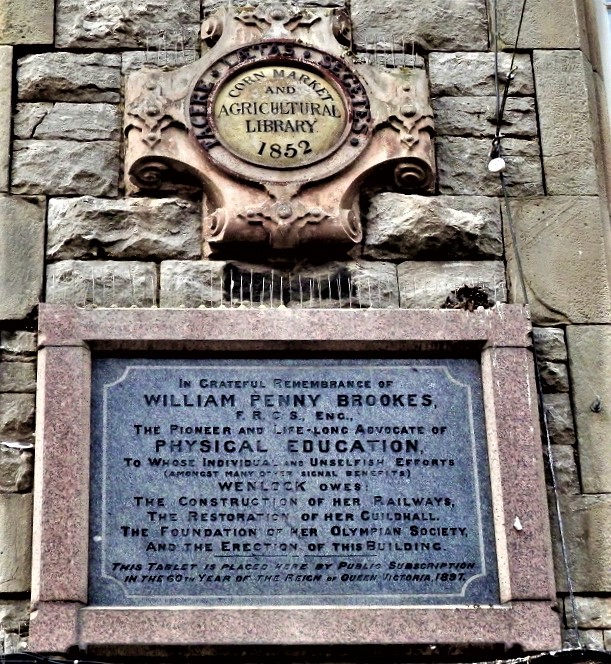 PACIE · LÆTAS · SEGETES
CORN MARKET
AND
AGRICULTURAL
LIBRARY
1852
IN GRATEFUL REMEMBRANCE OF
WILLIAM PENNY BROOKES,
F.R.C.S., ENG.,
THE PIONEER AND LIFE-LONG ADVOCATE OF
PHYSICAL EDUCATION,
TO WHOSE INDIVIDUAL AND UNSELFISH EFFORTS
(AMONGST MANY OTHER SIGNAL BENEFITS)
WENLOCK OWES
THE CONSTRUCTION OF HER RAILWAYS,
THE RESTORATION OF HER GUILDHALL.
THE FOUNDATION OF HER OLYMPIAN SOCIETY,
AND THE ERECTION OF THIS BUILDING.
THIS TABLET IS PLACED HERE BY PUBLIC SUBSCRIPTION
IN THE 60TH YEAR OF THE REIGN OF QUEEN VICTORIA, 1897.